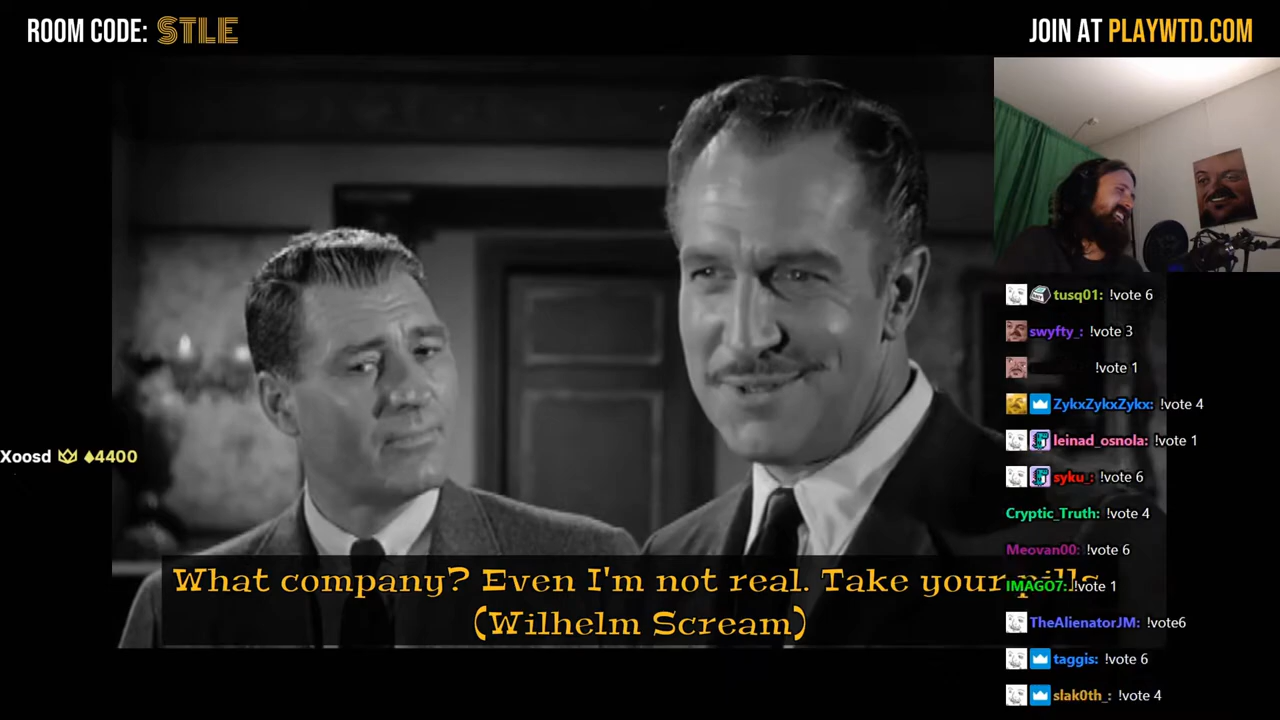 ROOM CODE: STLE
JOIN AT PLAYWTD.COM
tusq01: !vote 6
swyfty_: !vote 3
!vote 1
ZykxZykxZykx: !vote 4
leinad_osnola: !vote 1
Xoosd 4400
syku_: !vote 6
Cryptic_Truth: !vote 4
Meovan00: !vote 6
What company? Even I'm not real. Take your pills
IMAGO7: !vote 1
(Wilhelm Scream)
TheAlienatorJM: !vote6
taggis: !vote 6
slak0th_: !vote 4